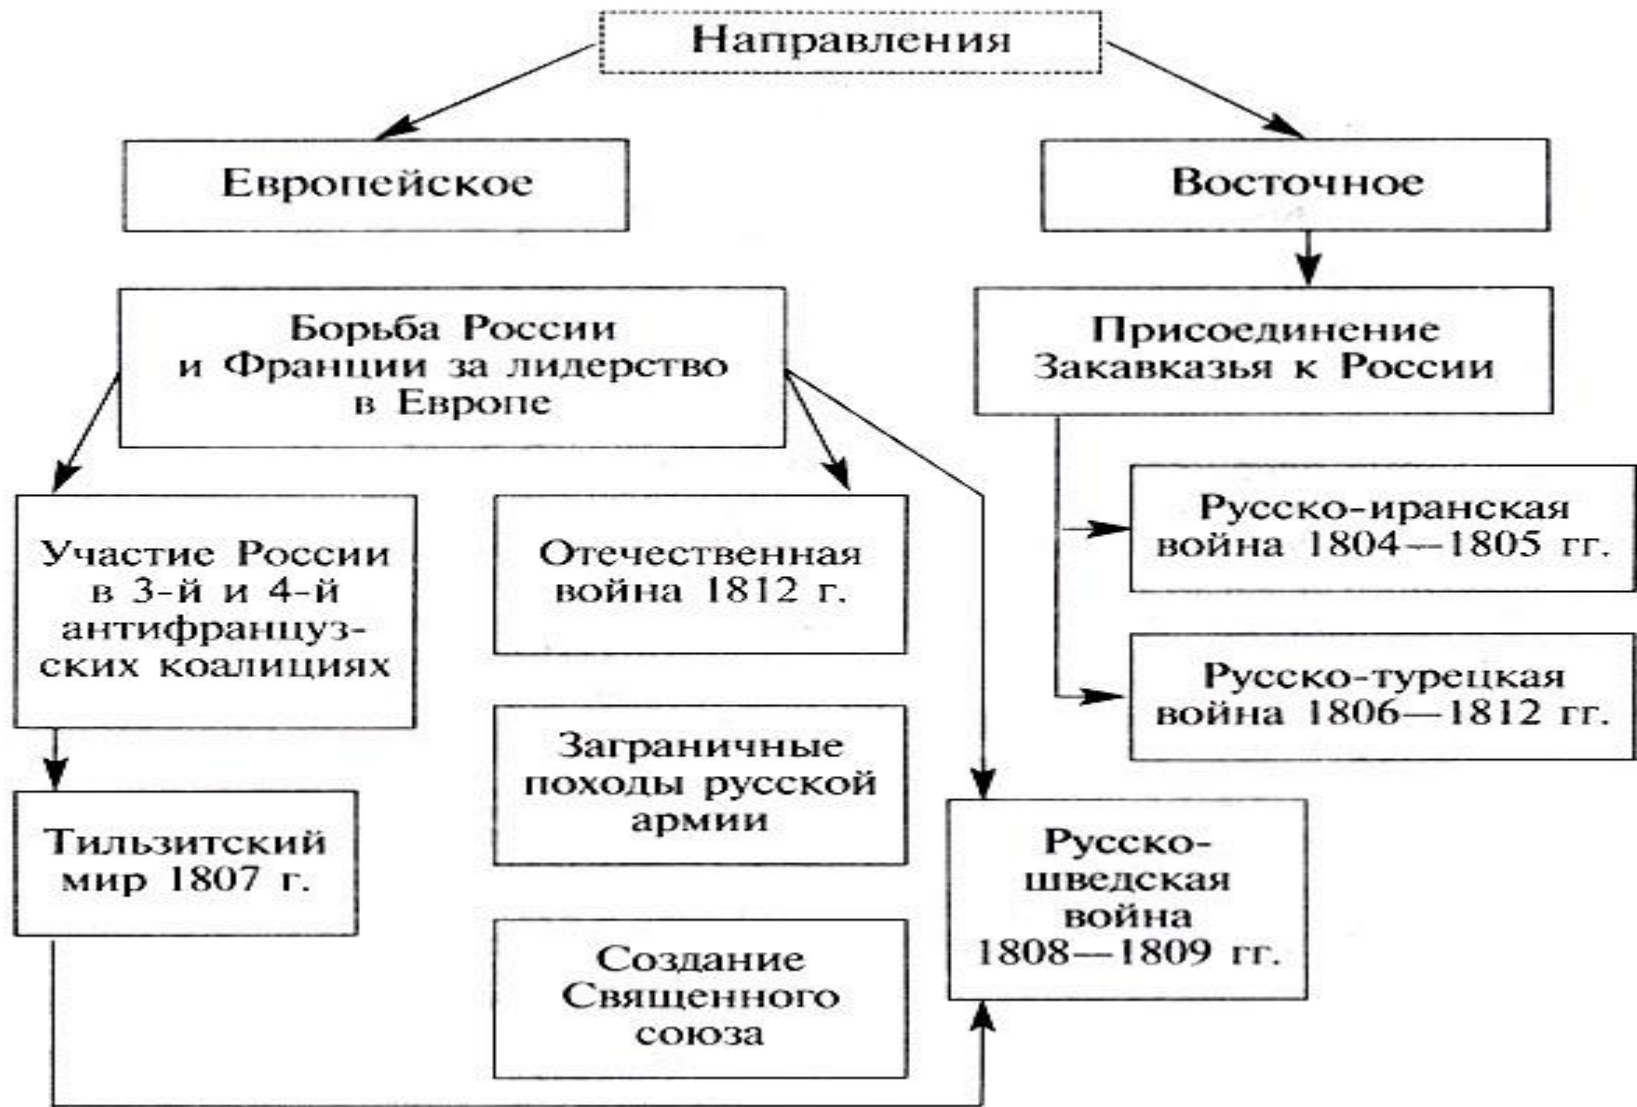 Направления
Европейское
Восточное
Борьба России
и Франции за лидерство
в Европе
Присоединение
Закавказья к России
Участие России
в 3-й и 4-й
антифранцуз-
ских коалициях
Отечественная
война 1812 г.
Русско-иранская
война 1804—1805 гг.
Русско-турецкая
война 1806—1812 гг.
Заграничные
походы русской
армии
Тильзитский
мир 1807 г.
Русско-
шведская
война
1808—1809 гг.
Создание
Священного
союза